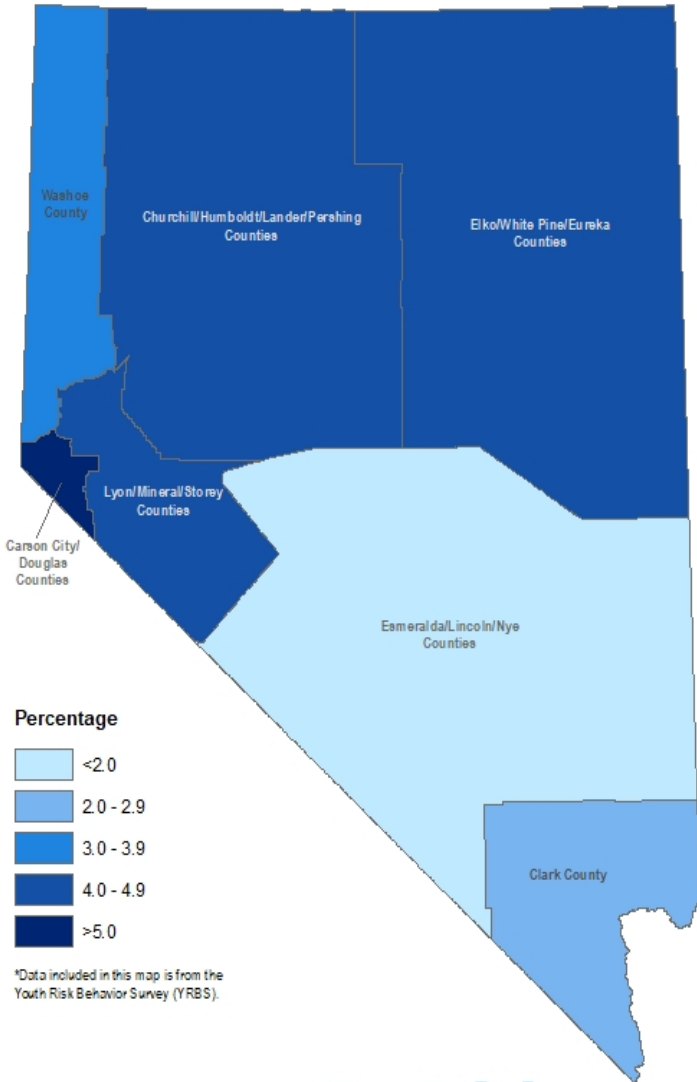 Washoe
County
Churchill/Humboldt/Lander/Pershing
Counties
Elko/White Pine/Eureka
Counties
Lyon/Mineral/Storey
Counties
Carson City/
Douglas
Counties
Esmeralda/Lincoln/Nye
Counties
Clark County
Percentage
<2.0
2.0 - 2.9
3.0 - 3.9
4.0 - 4.9
>5.0
*Data included in this map is from the
Youth Risk Behavior Survey (YRBS).